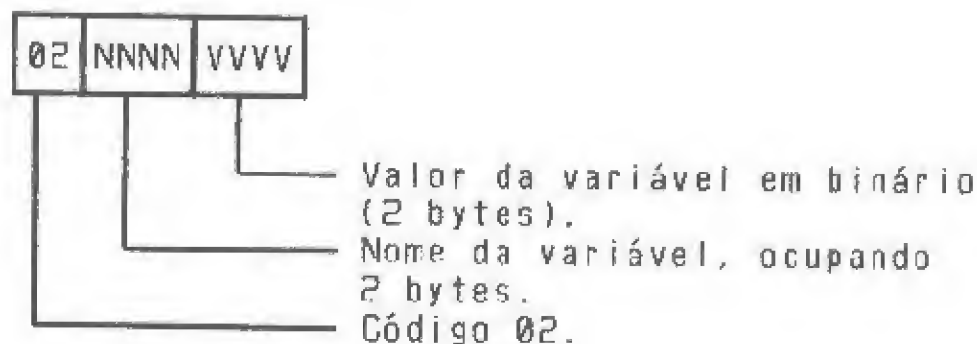 02 NNNN VVVV
Valor da variável em binário
(2 bytes).
Nome da variável, ocupando
2 bytes.
Código 02.